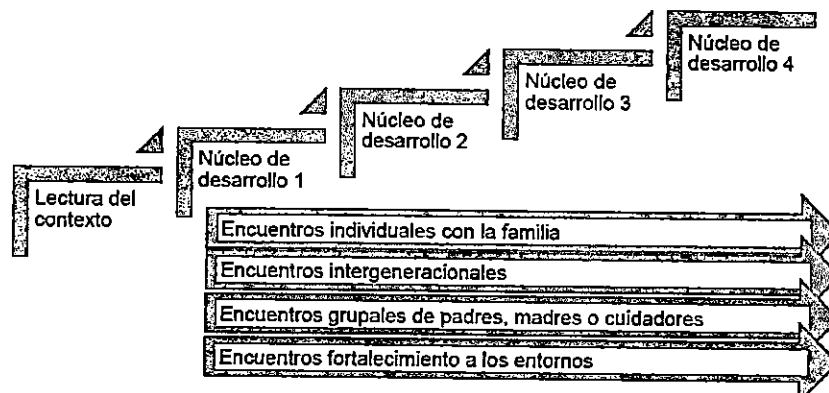 Lectura del
contexto
Núcleo de
desarrollo 1
Núcleo de
desarrollo 2
Núcleo de
desarrollo 3
Núcleo de
desarrollo 4
Encuentros individuales con la familia
Encuentros intergeneracionales
Encuentros grupales de padres, madres o cuidadores
Encuentros fortalecimiento a los entornos